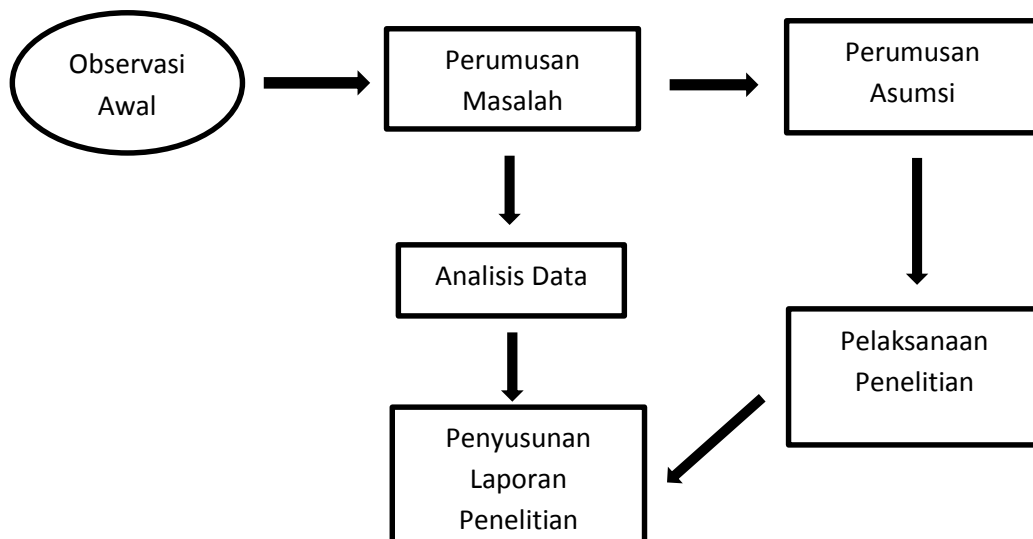 Observasi
Awal
Perumusan
Masalah
Perumusan
Asumsi
Analisis Data
Pelaksanaan
Penelitian
Penyusunan
Laporan
Penelitian